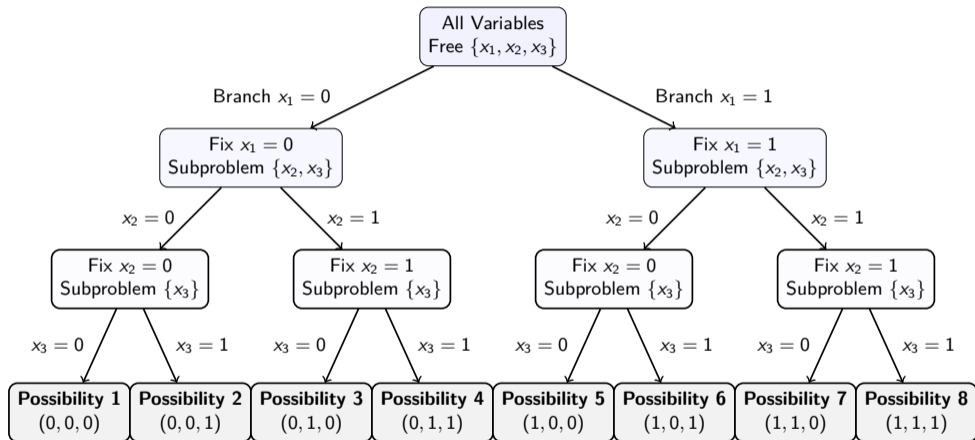 All Variables
Free {x₁, x₂, x₃}
Branch x₁ = 0
Branch x₁ = 1
Fix x₁ = 0
Subproblem {x₂, x₃}
Fix x₁ = 1
Subproblem {x₂, x₃}
x₂ = 0
x₂ = 1
x₂ = 0
x₂ = 1
Fix x₂ = 0
Subproblem {x₃}
Fix x₂ = 1
Subproblem {x₃}
Fix x₂ = 0
Subproblem {x₃}
Fix x₂ = 1
Subproblem {x₃}
x₃ = 0
x₃ = 1
x₃ = 0
x₃ = 1
x₃ = 0
x₃ = 1
x₃ = 0
x₃ = 1
Possibility 1
(0, 0, 0)
Possibility 2
(0, 0, 1)
Possibility 3
(0, 1, 0)
Possibility 4
(0, 1, 1)
Possibility 5
(1, 0, 0)
Possibility 6
(1, 0, 1)
Possibility 7
(1, 1, 0)
Possibility 8
(1, 1, 1)